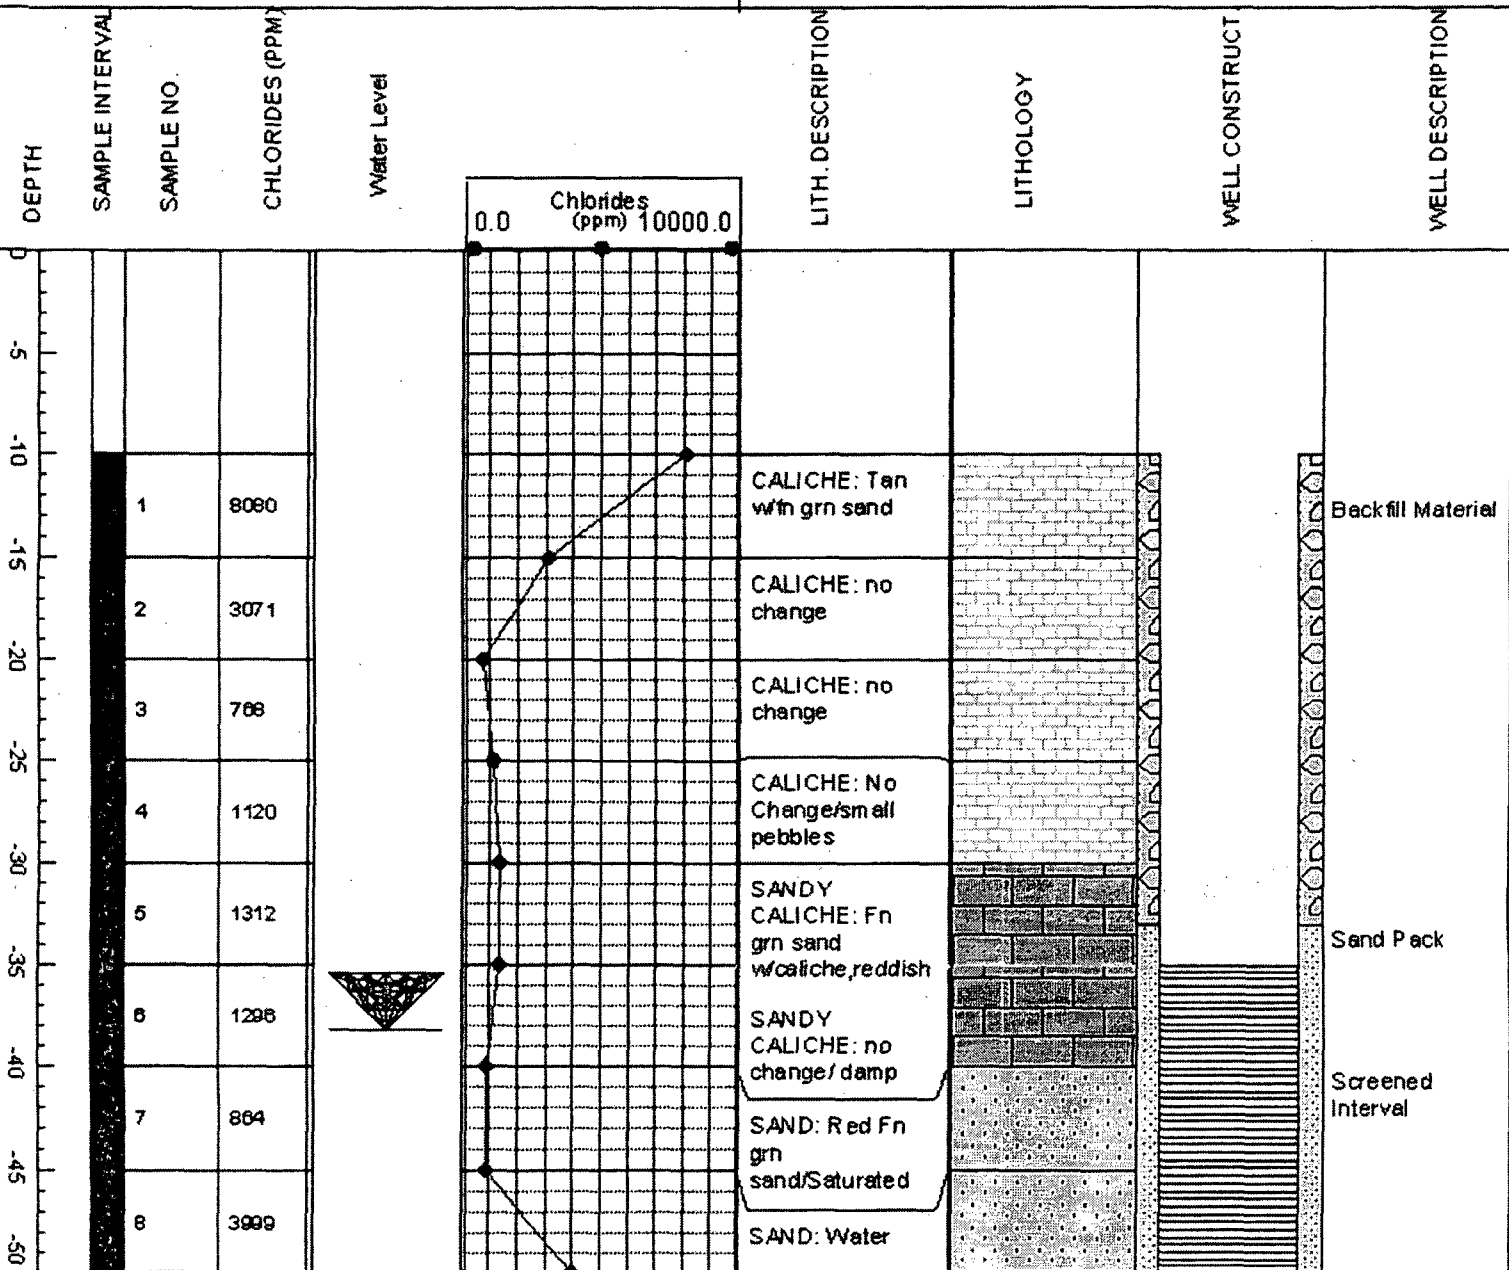 DEPTH
SAMPLE INTERVAL
SAMPLE NO.
CHLORIDES (PPM)
Water Level
Chlorides
(ppm)
0.0
10000.0
LITH. DESCRIPTION
LITHOLOGY
WELL CONSTRUCT.
WELL DESCRIPTION
0
-5
-10
CALICHE: Tan
w/fn grn sand
1
8080
Backfill Material
-15
CALICHE: no
change
2
3071
-20
CALICHE: no
change
3
768
-25
CALICHE: No
Change/small
pebbles
4
1120
-30
SANDY
CALICHE: Fn
grn sand
w/caliche,reddish
5
1312
Sand Pack
-35
6
1296
SANDY
CALICHE: no
change/ damp
-40
Screened
Interval
7
864
SAND: Red Fn
grn
sand/Saturated
-45
8
3999
SAND: Water
-50